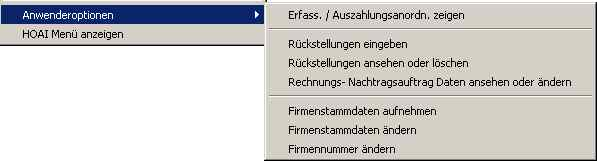 Anwenderoptionen
HOAI Menü anzeigen
Erfass. / Auszahlungsanordn. zeigen
Rückstellungen eingeben
Rückstellungen ansehen oder löschen
Rechnungs- Nachtragsauftrag Daten ansehen oder ändern
Firmenstammdaten aufnehmen
Firmenstammdaten ändern
Firmennummer ändern